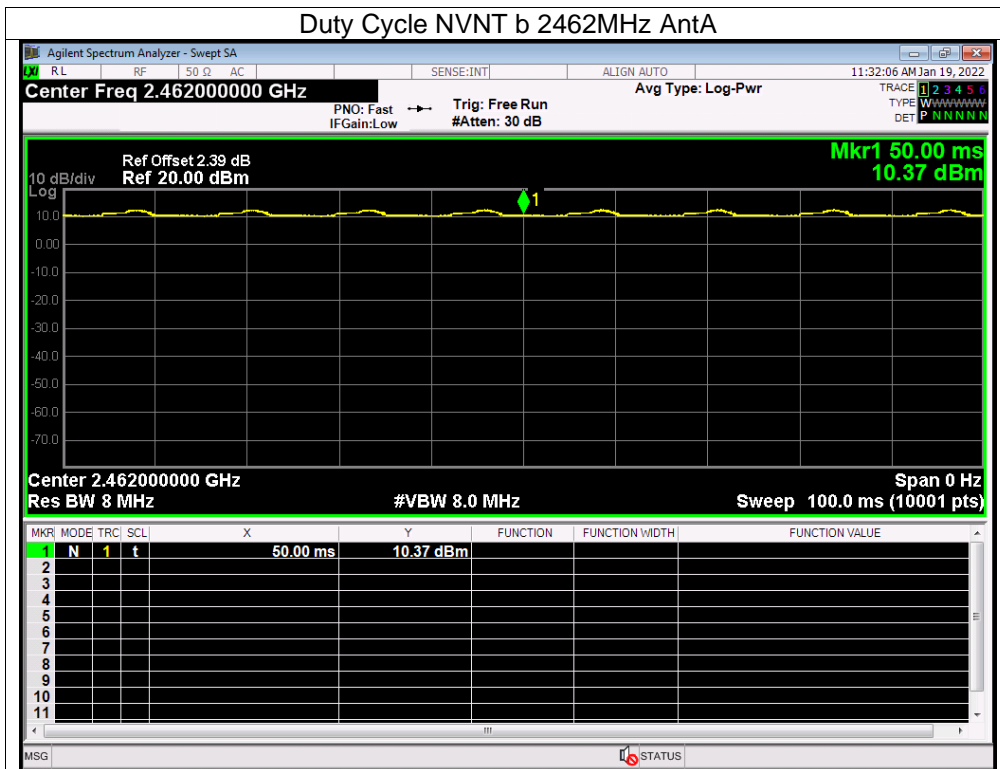 Duty Cycle NVNT b 2462MHz AntA
Agilent Spectrum Analyzer - Swept SA
LXI RL RF 50 Ω AC SENSE:INT ALIGN AUTO 11:32:06 AM Jan 19, 2022
Center Freq 2.462000000 GHz Avg Type: Log-Pwr TRACE 1 2 3 4 5 6
PNO: Fast Trig: Free Run TYPE WWWWWW
IFGain:Low #Atten: 30 dB DET P N N N N N
Mkr1 50.00 ms
Ref Offset 2.39 dB
10 dB/div Ref 20.00 dBm 10.37 dBm
Log
1
10.0
0.00
-10.0
-20.0
-30.0
-40.0
-50.0
-60.0
-70.0
Center 2.462000000 GHz Span 0 Hz
Res BW 8 MHz #VBW 8.0 MHz Sweep 100.0 ms (10001 pts)
MKR MODE TRC SCL X Y FUNCTION FUNCTION WIDTH FUNCTION VALUE
1 N 1 t 50.00 ms 10.37 dBm
2
3
4
5
6
7
8
9
10
11
MSG STATUS